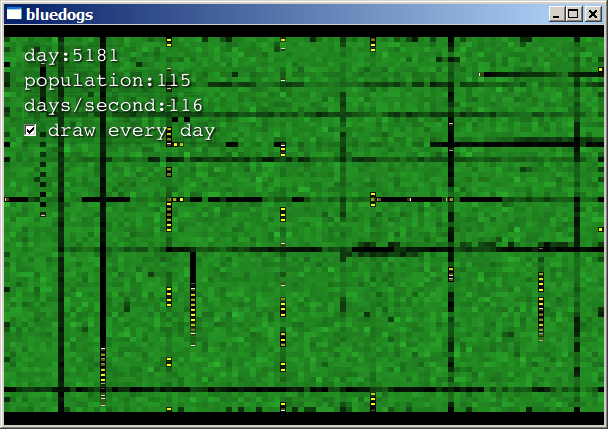 bluedogs
day:5181
population:115
days/second:116
draw every day